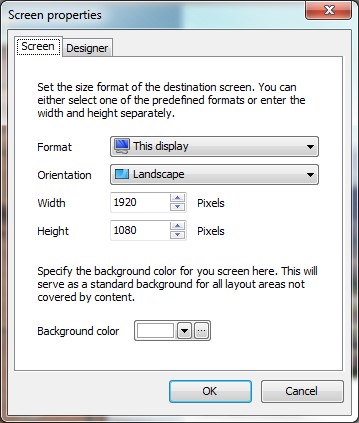 Screen properties
Screen
Designer
Set the size format of the destination screen. You can
either select one of the predefined formats or enter the
width and height separately.
Format
This display
Orientation
Landscape
Width
1920
Pixels
Height
1080
Pixels
Specify the background color for you screen here. This will
serve as a standard background for all layout areas not
covered by content.
Background color
...
OK
Cancel